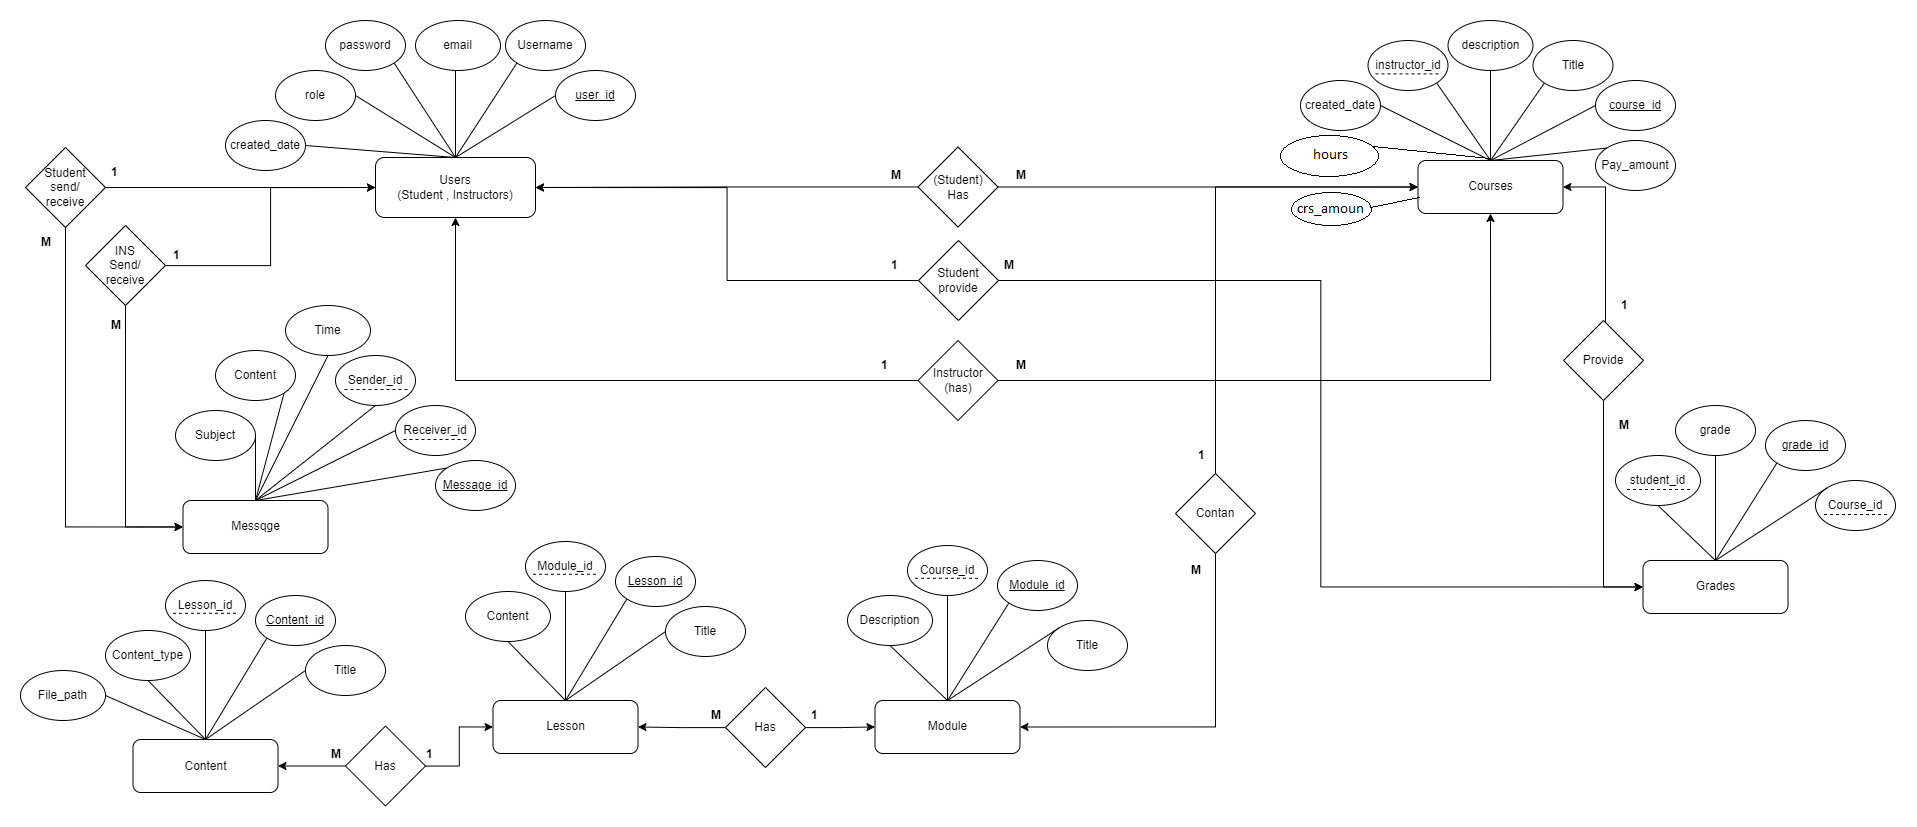 password
email
Username
role
user_id
created_date
Users
(Student , Instructors)
Student
send/
receive
1
M
INS
Send/
receive
1
M
(Student)
Has
M
M
Student
provide
1
M
Instructor
(has)
1
M
description
instructor_id
Title
created_date
course_id
hours
Pay_amount
crs_amoun
Courses
1
Provide
M
Time
Content
Sender_id
Subject
Receiver_id
Message_id
Messqge
grade
student_id
grade_id
Course_id
Grades
1
Contan
M
Course_id
Module_id
Description
Title
Module
Module_id
Lesson_id
Content
Title
Lesson
M
Has
1
Lesson_id
Content_id
Content_type
Title
File_path
Content
M
Has
1